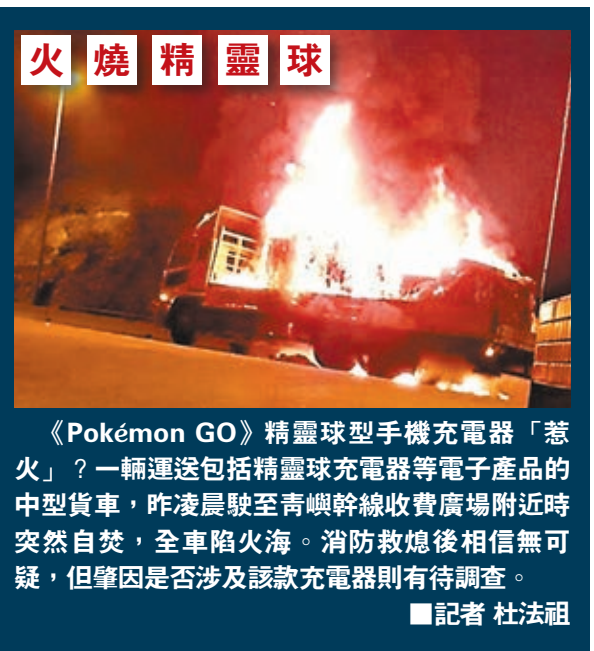 火燒精靈球
《Pokémon GO》精靈球型手機充電器「惹
火」？一輛運送包括精靈球充電器等電子產品的
中型貨車，昨凌晨駛至青嶼幹線收費廣場附近時
突然自焚，全車陷火海。消防救熄後相信無可
疑，但肇因是否涉及該款充電器則有待調查。
■記者 杜法祖